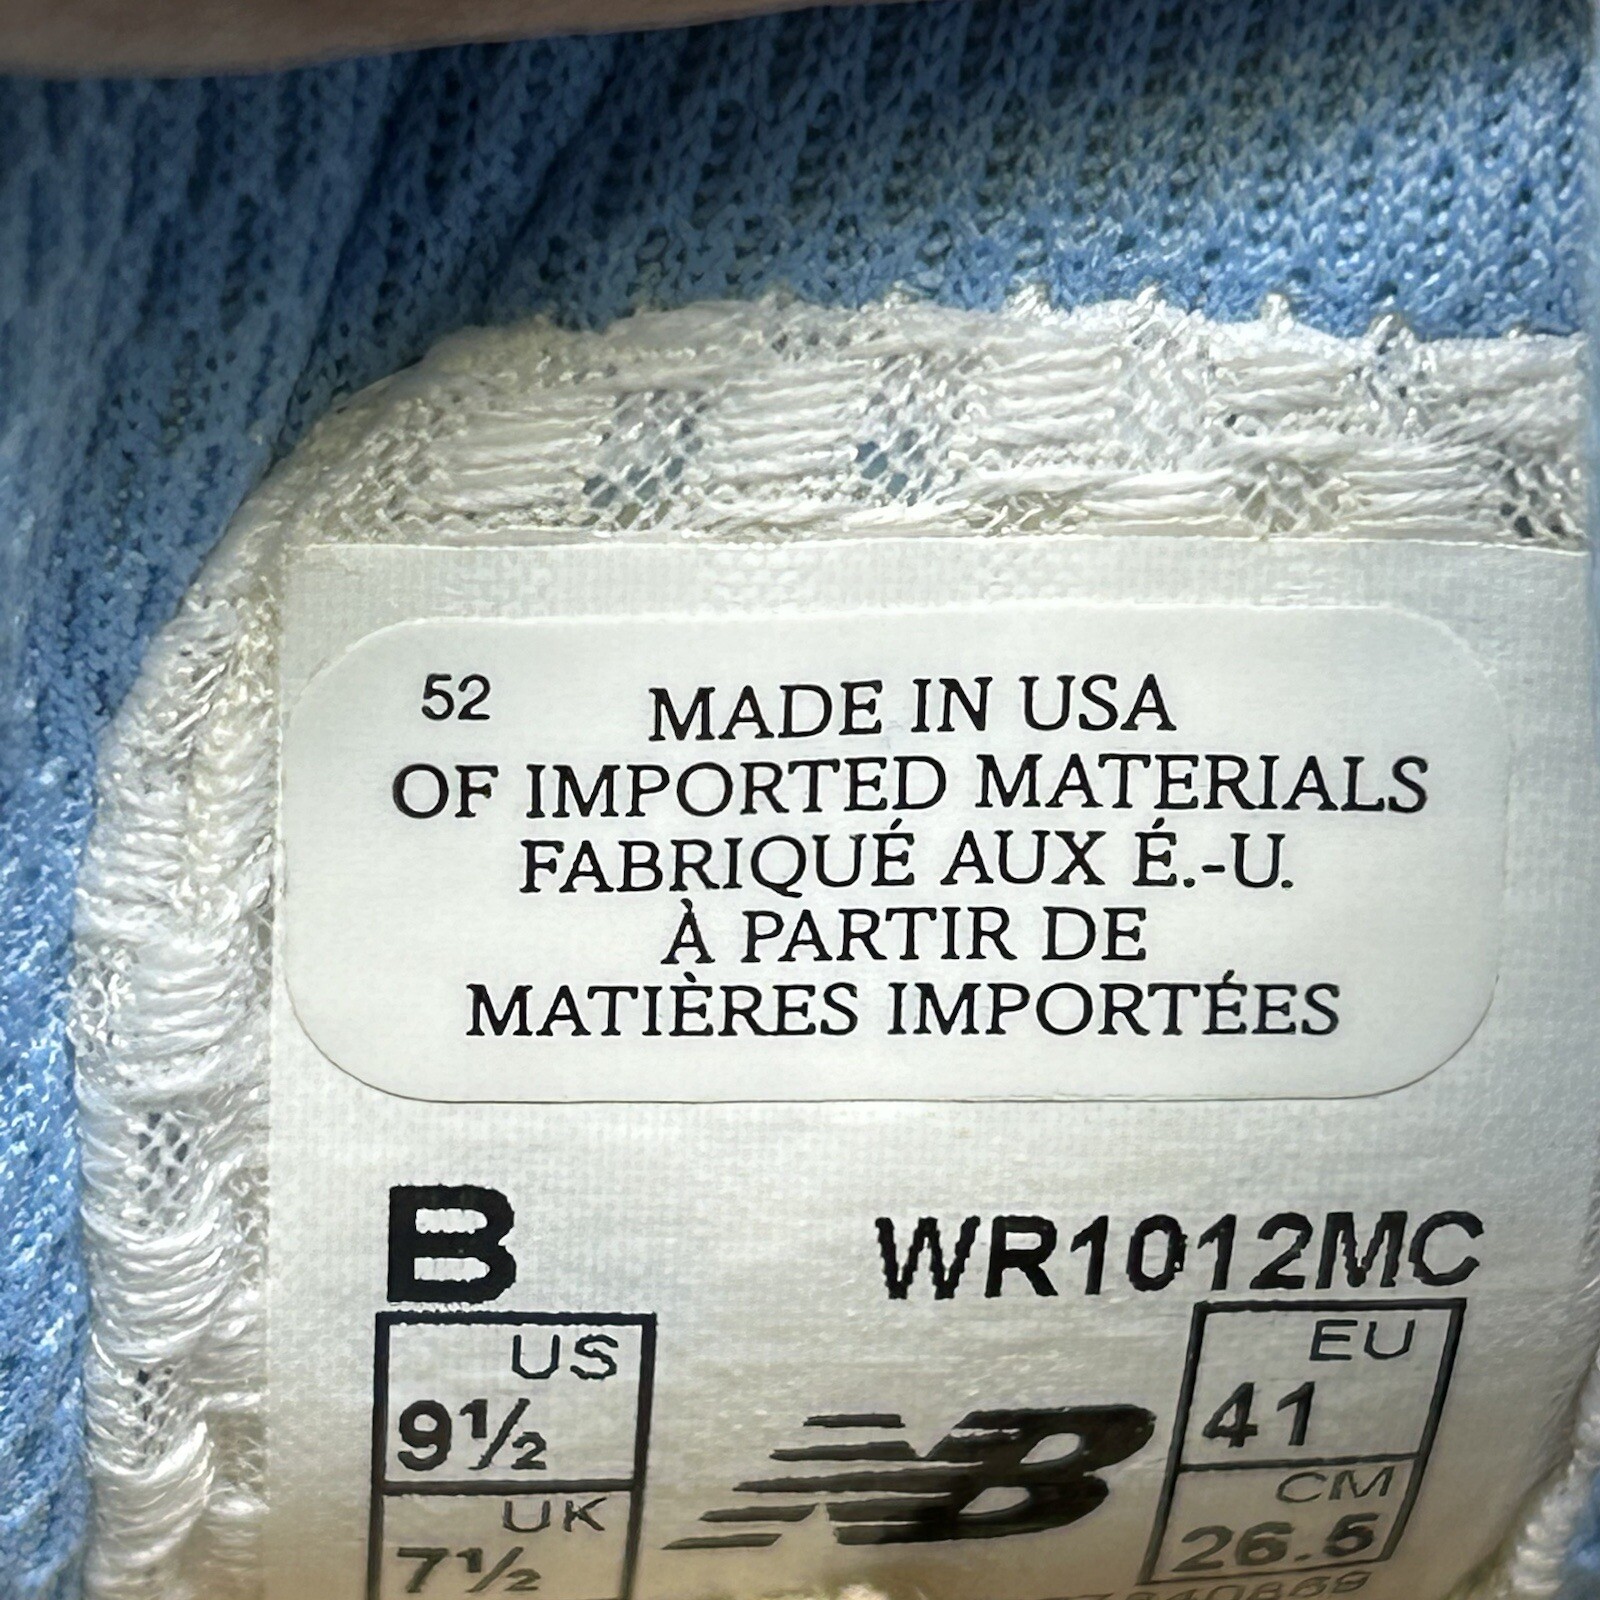 52 MADE IN USA
OF IMPORTED MATERIALS
FABRIQUÉ AUX É.-U.
À PARTIR DE
MATIÈRES IMPORTÉES
B WR1012MC
US EU
9½ 41
UK CM
7½ 26.5
NB